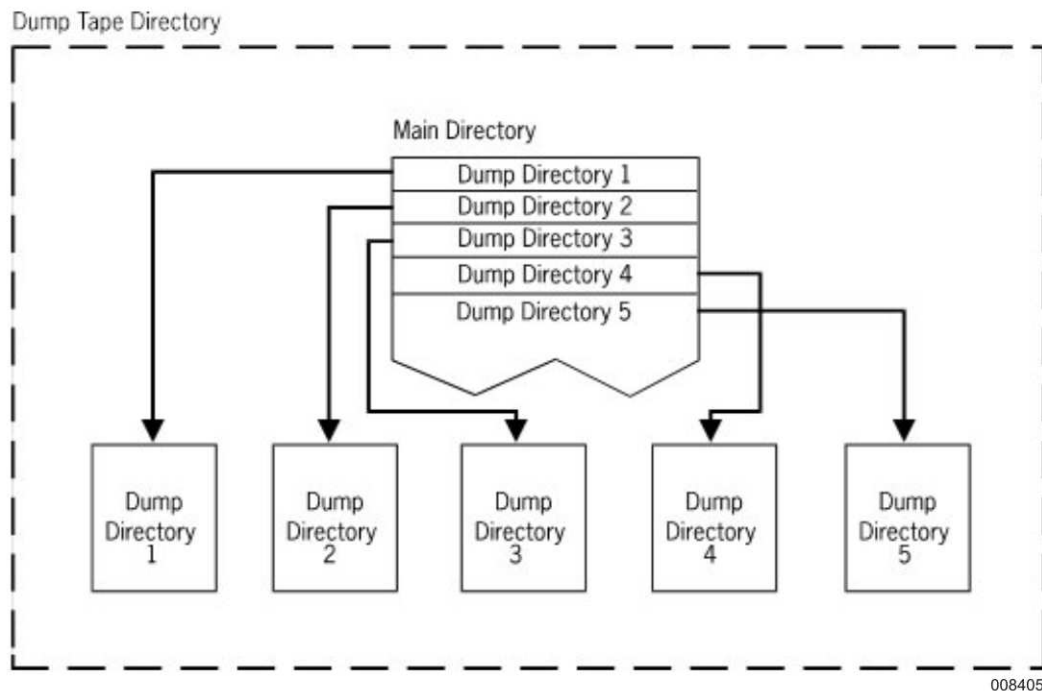 Dump Tape Directory
Main Directory
Dump Directory 1
Dump Directory 2
Dump Directory 3
Dump Directory 4
Dump Directory 5
Dump
Directory
1
Dump
Directory
2
Dump
Directory
3
Dump
Directory
4
Dump
Directory
5
008405